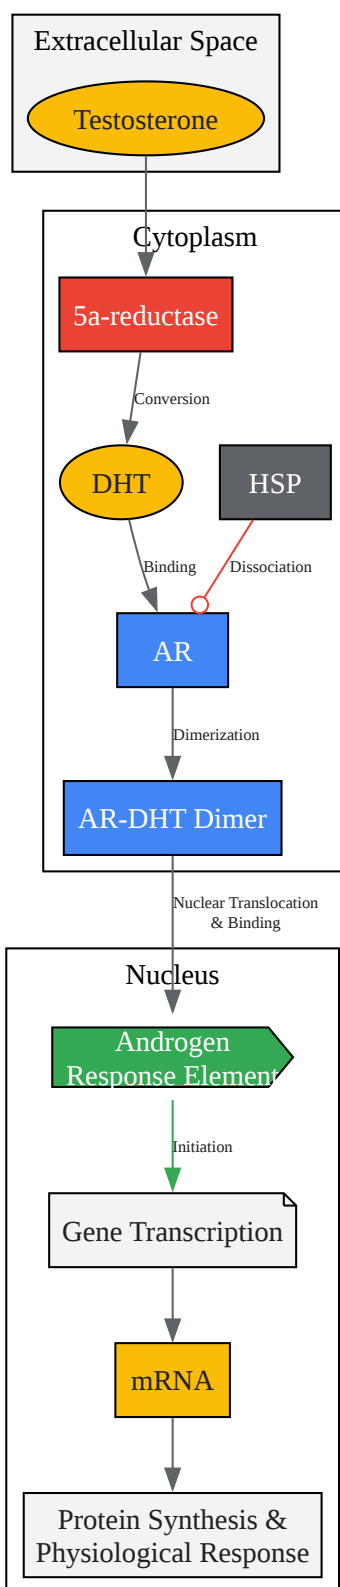 Extracellular Space
Testosterone
Cytoplasm
5a-reductase
Conversion
DHT
HSP
Binding
Dissociation
AR
Dimerization
AR-DHT Dimer
Nuclear Translocation
& Binding
Nucleus
Androgen
Response Element
Initiation
Gene Transcription
mRNA
Protein Synthesis &
Physiological Response